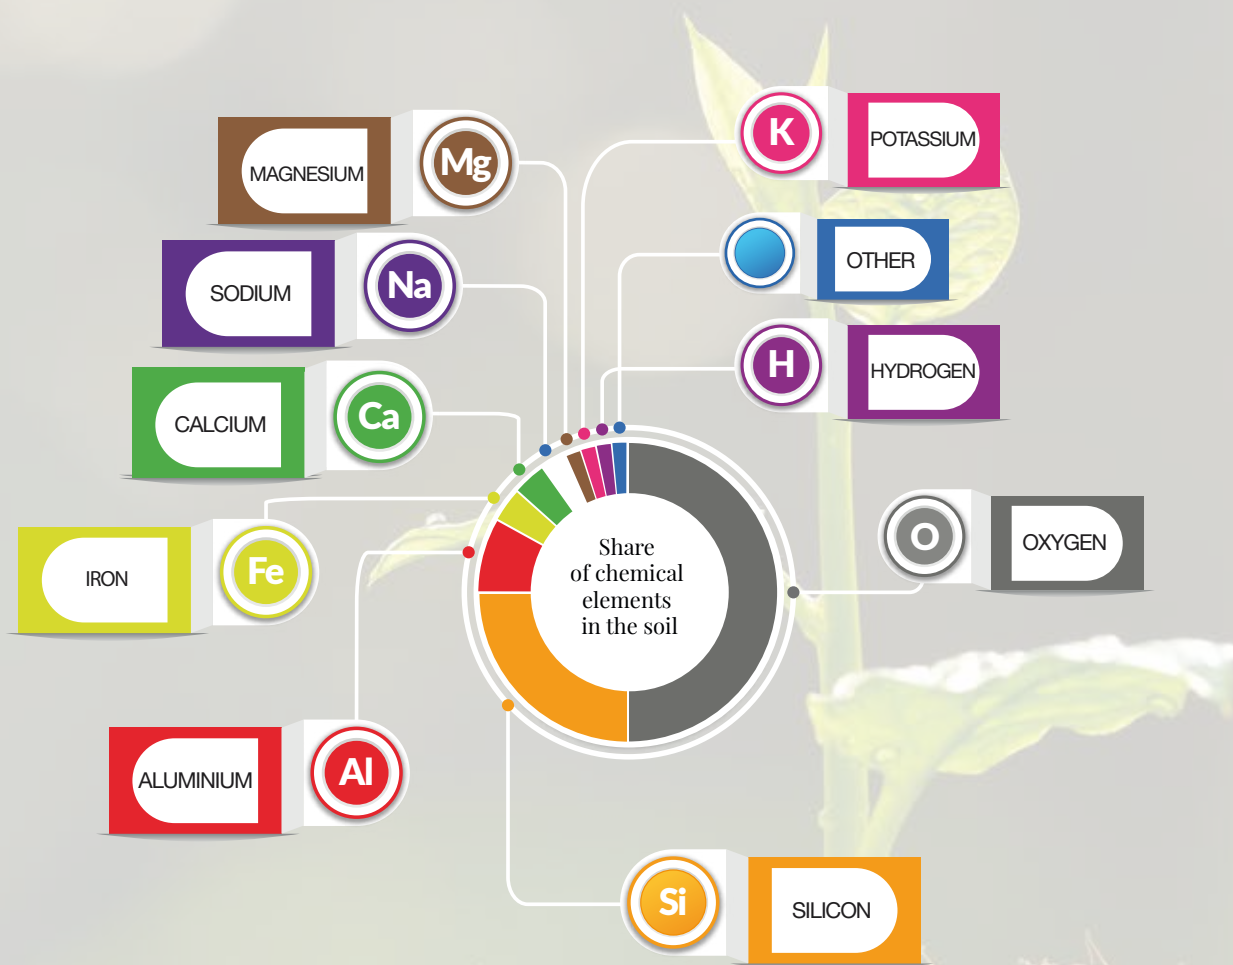 MAGNESIUM
Mg
SODIUM
Na
CALCIUM
Ca
IRON
Fe
ALUMINIUM
Al
K
POTASSIUM
OTHER
H
HYDROGEN
O
OXYGEN
Si
SILICON
Share
of chemical
elements
in the soil